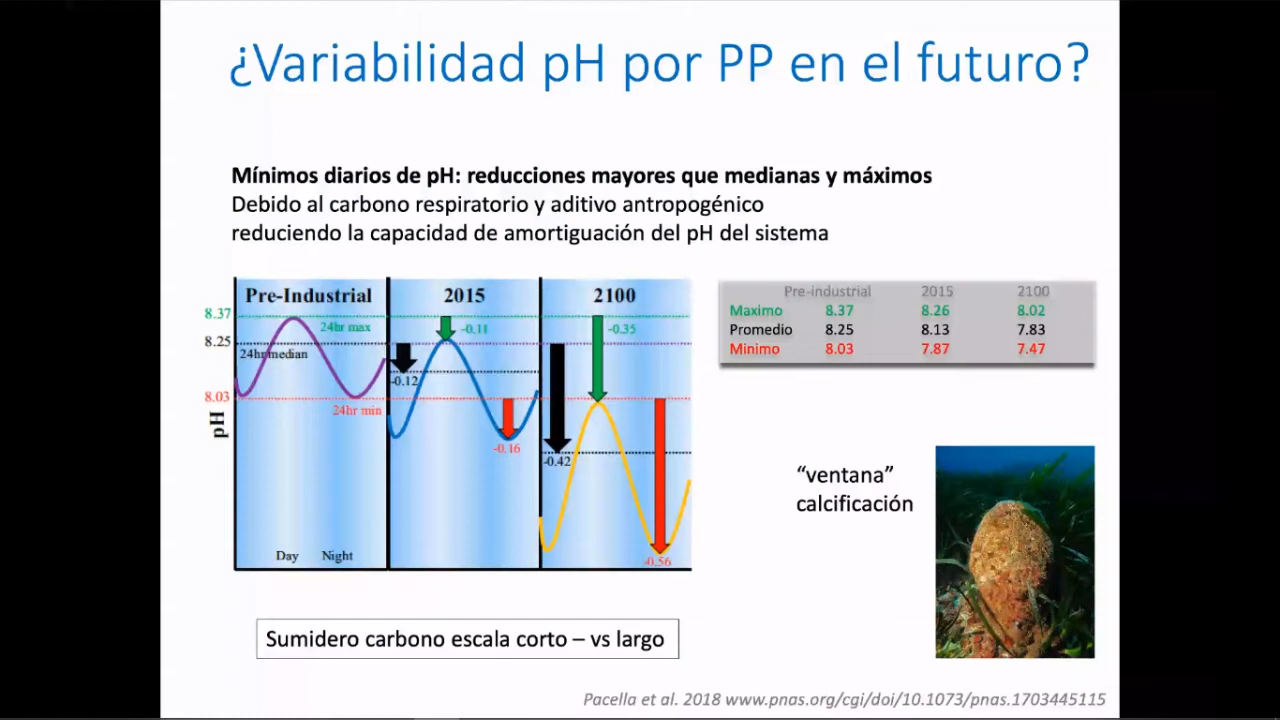 ¿Variabilidad pH por PP en el futuro?
Mínimos diarios de pH: reducciones mayores que medianas y máximos
Debido al carbono respiratorio y aditivo antropogénico
reduciendo la capacidad de amortiguación del pH del sistema
Pre-Industrial 2015 2100
8.37
24hr max
-0.11
-0.35
8.25
24hr median
-0.12
8.03
24hr min
pH
-0.16
-0.42
-0.56
Day Night
Pre-industrial 2015 2100
Maximo 8.37 8.26 8.02
Promedio 8.25 8.13 7.83
Minimo 8.03 7.87 7.47
“ventana”
calcificación
Sumidero carbono escala corto – vs largo
Pacella et al. 2018 www.pnas.org/cgi/doi/10.1073/pnas.1703445115